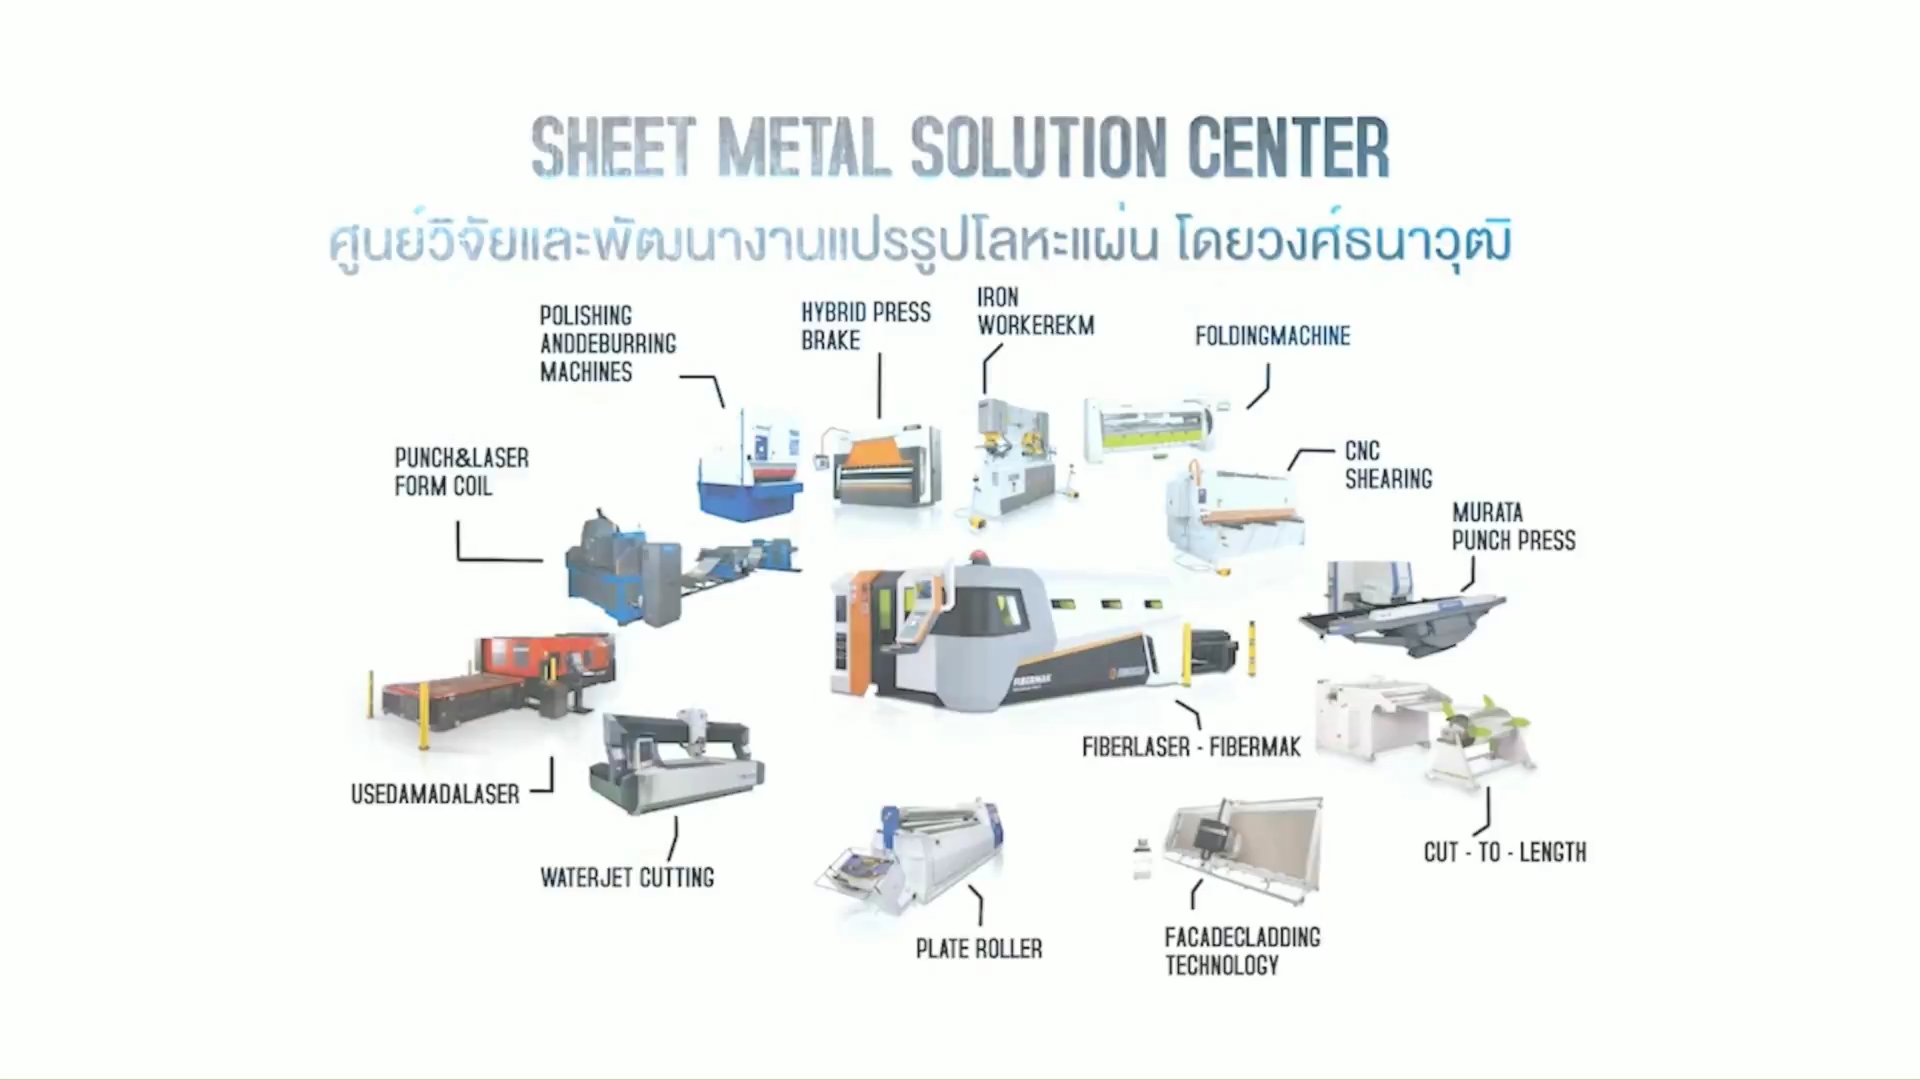 SHEET METAL SOLUTION CENTER
ศูนย์วิจัยและพัฒนางานแปรรูปโลหะแผ่น โดยวงศ์ธนาวุฒิ
POLISHING
ANDDEBURRING
MACHINES
HYBRID PRESS
BRAKE
IRON
WORKEREKM
FOLDINGMACHINE
PUNCH&LASER
FORM COIL
CNC
SHEARING
MURATA
PUNCH PRESS
FIBERMAK
FIBERLASER - FIBERMAK
USEDAMADALASER
WATERJET CUTTING
CUT - TO - LENGTH
PLATE ROLLER
FACADECLADDING
TECHNOLOGY